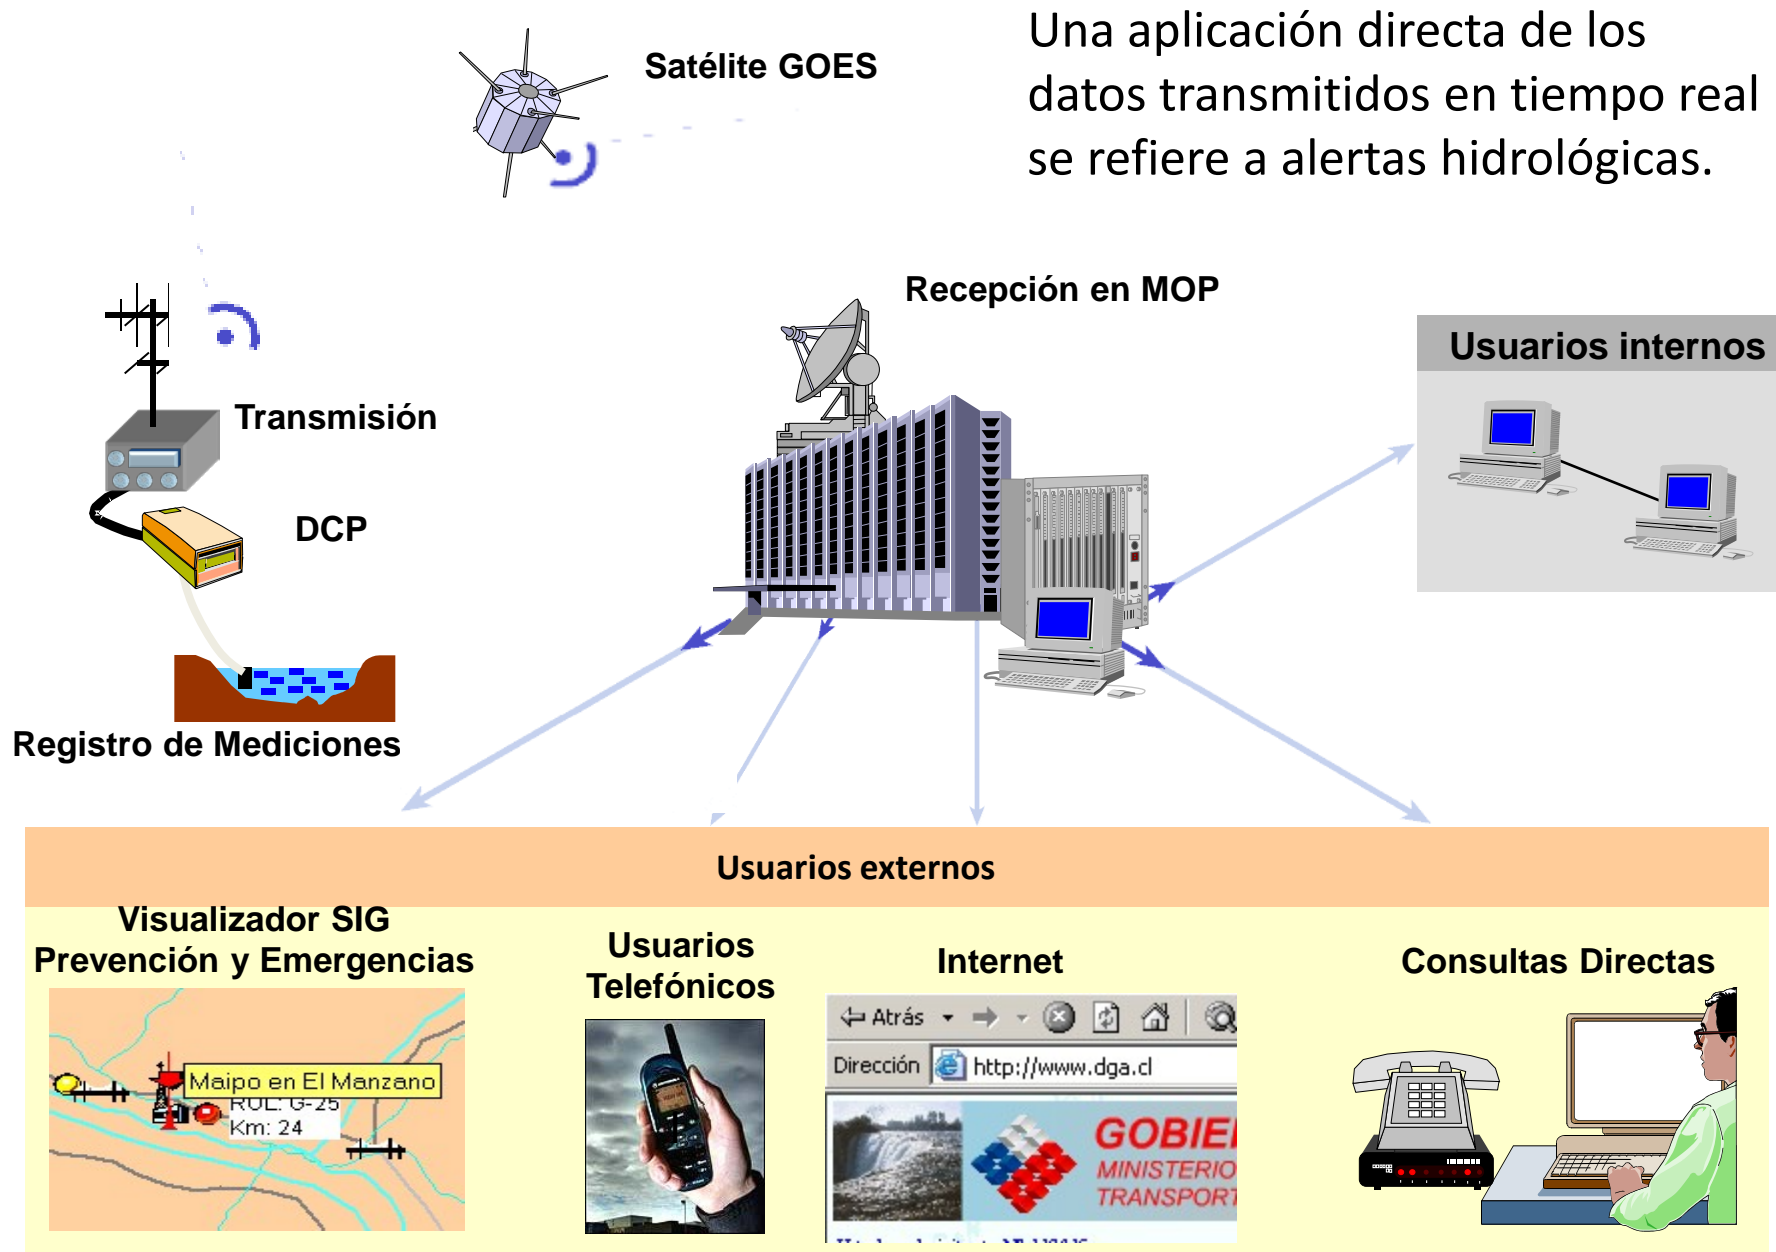 Satélite GOES
Una aplicación directa de los
datos transmitidos en tiempo real
se refiere a alertas hidrológicas.
Recepción en MOP
Usuarios internos
Transmisión
DCP
Registro de Mediciones
Usuarios externos
Visualizador SIG
Prevención y Emergencias
Maipo en El Manzano
ROL: G-25
Km: 24
Usuarios
Telefónicos
Internet
Atrás
Dirección http://www.dga.cl
GOBIE
MINISTERIO
TRANSPORT
Consultas Directas